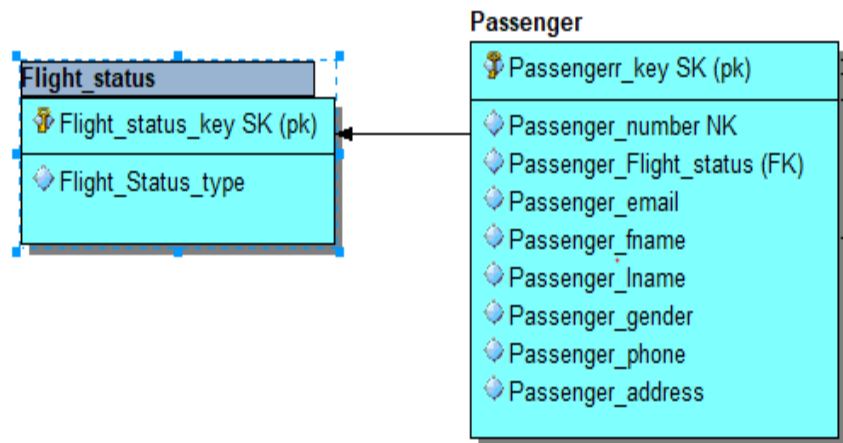 Flight_status
Flight_status_key SK (pk)
Flight_Status_type
Passenger
Passengerr_key SK (pk)
Passenger_number NK
Passenger_Flight_status (FK)
Passenger_email
Passenger_fname
Passenger_lname
Passenger_gender
Passenger_phone
Passenger_address